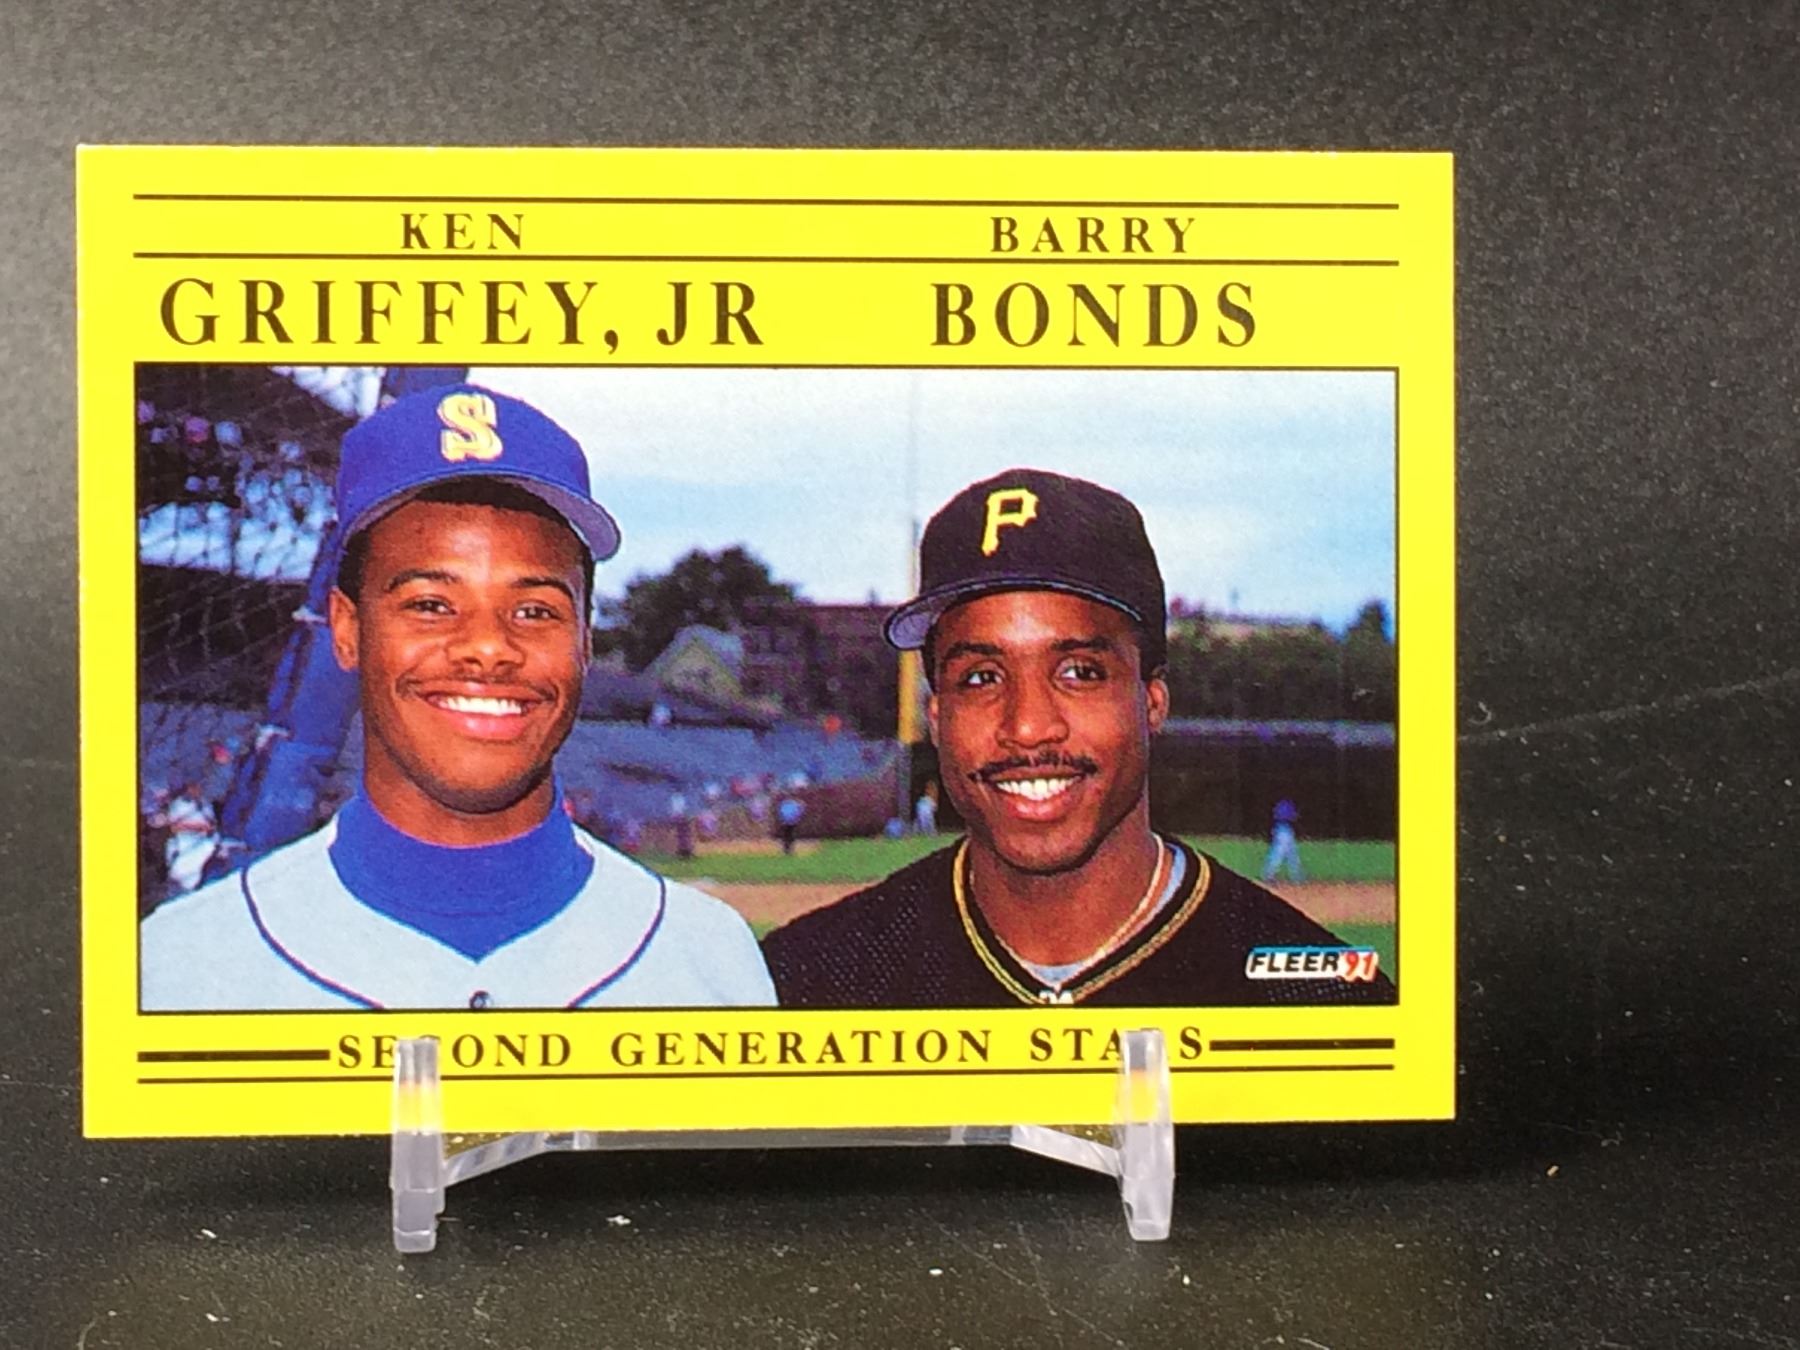 KEN
BARRY
GRIFFEY, JR
BONDS
S
P
FLEER '91
SECOND GENERATION STARS